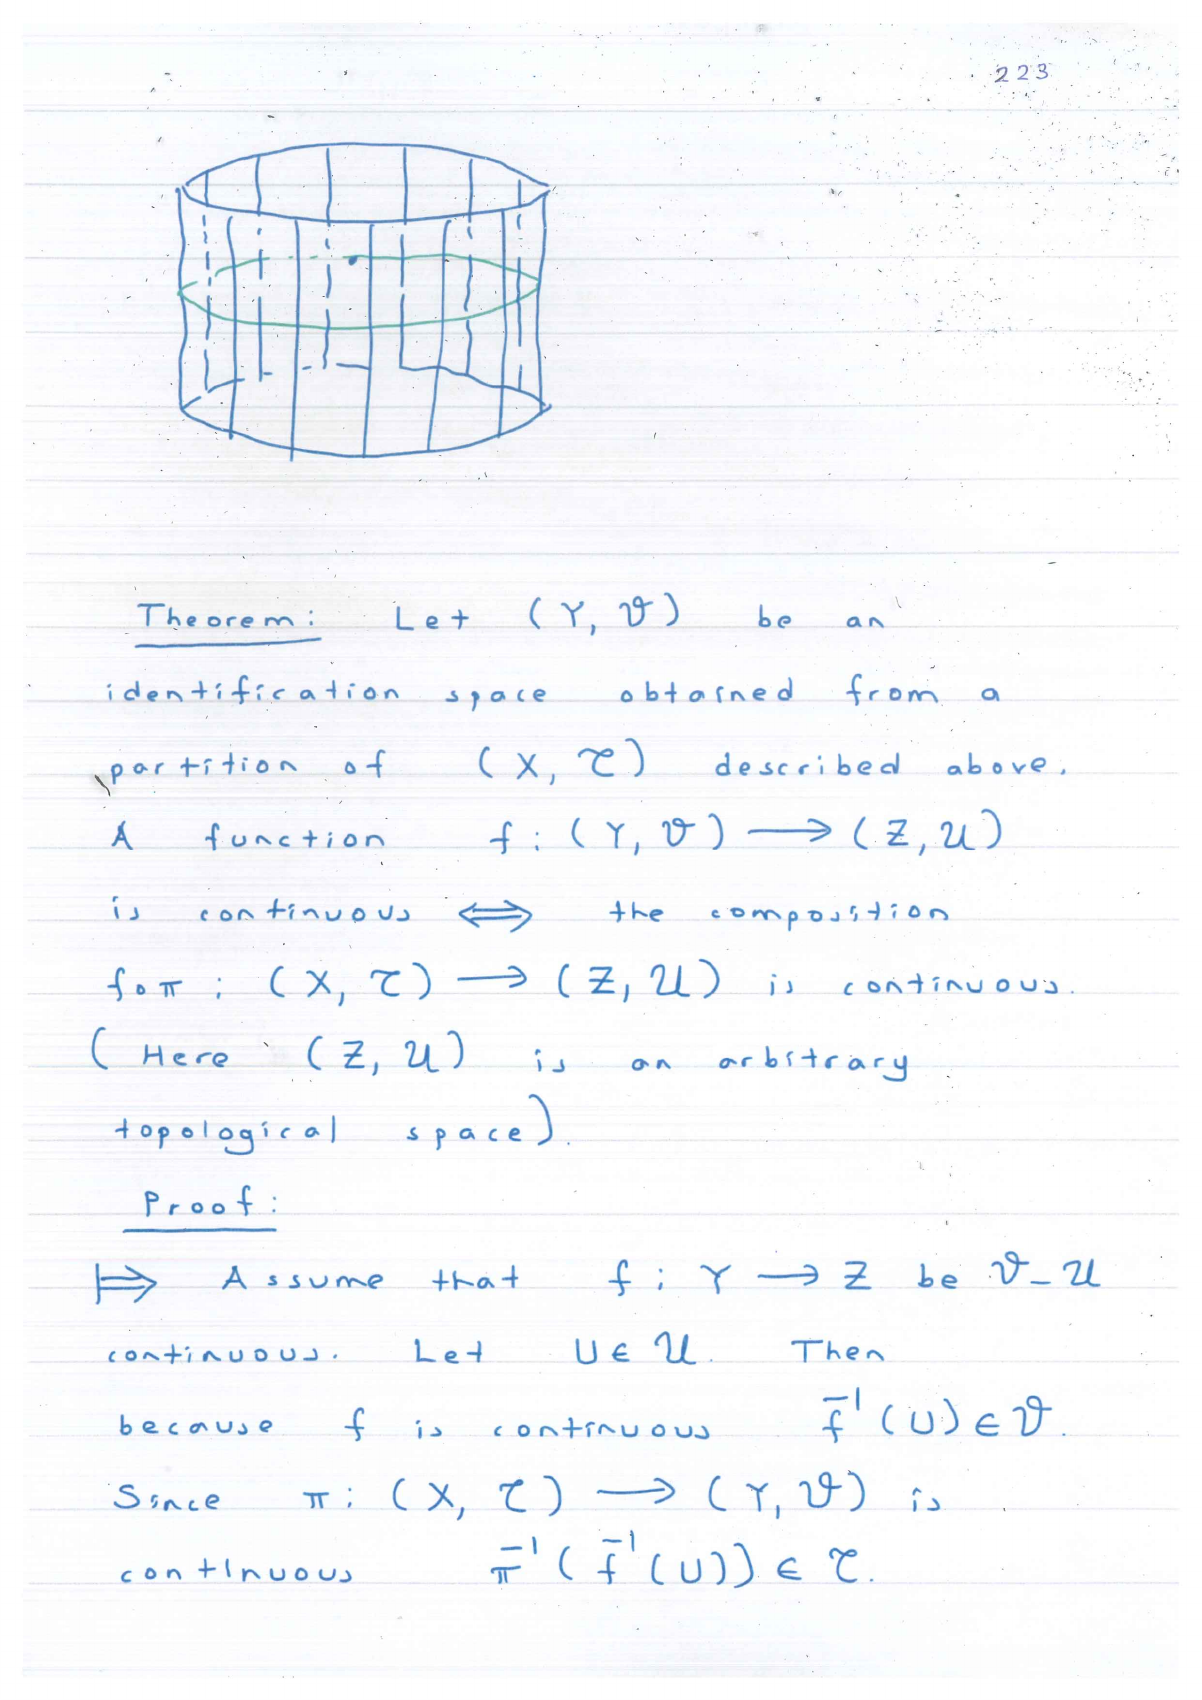 223
Theorem: Let (Y, ϑ) be an
identification space obtained from a
partition of (X, τ) described above.
A function f: (Y, ϑ) ⟶ (Z, 𝒰)
is continuous ⟺ the composition
f∘π : (X, τ) ⟶ (Z, 𝒰) is continuous.
(Here (Z, 𝒰) is an arbitrary
topological space).
Proof:
⊨> Assume that f: Y ⟶ Z be ϑ-𝒰
continuous. Let U ∈ 𝒰. Then
because f is continuous f⁻¹(U) ∈ ϑ.
Since π: (X, τ) ⟶ (Y, ϑ) is
continuous π⁻¹(f⁻¹(U)) ∈ τ.